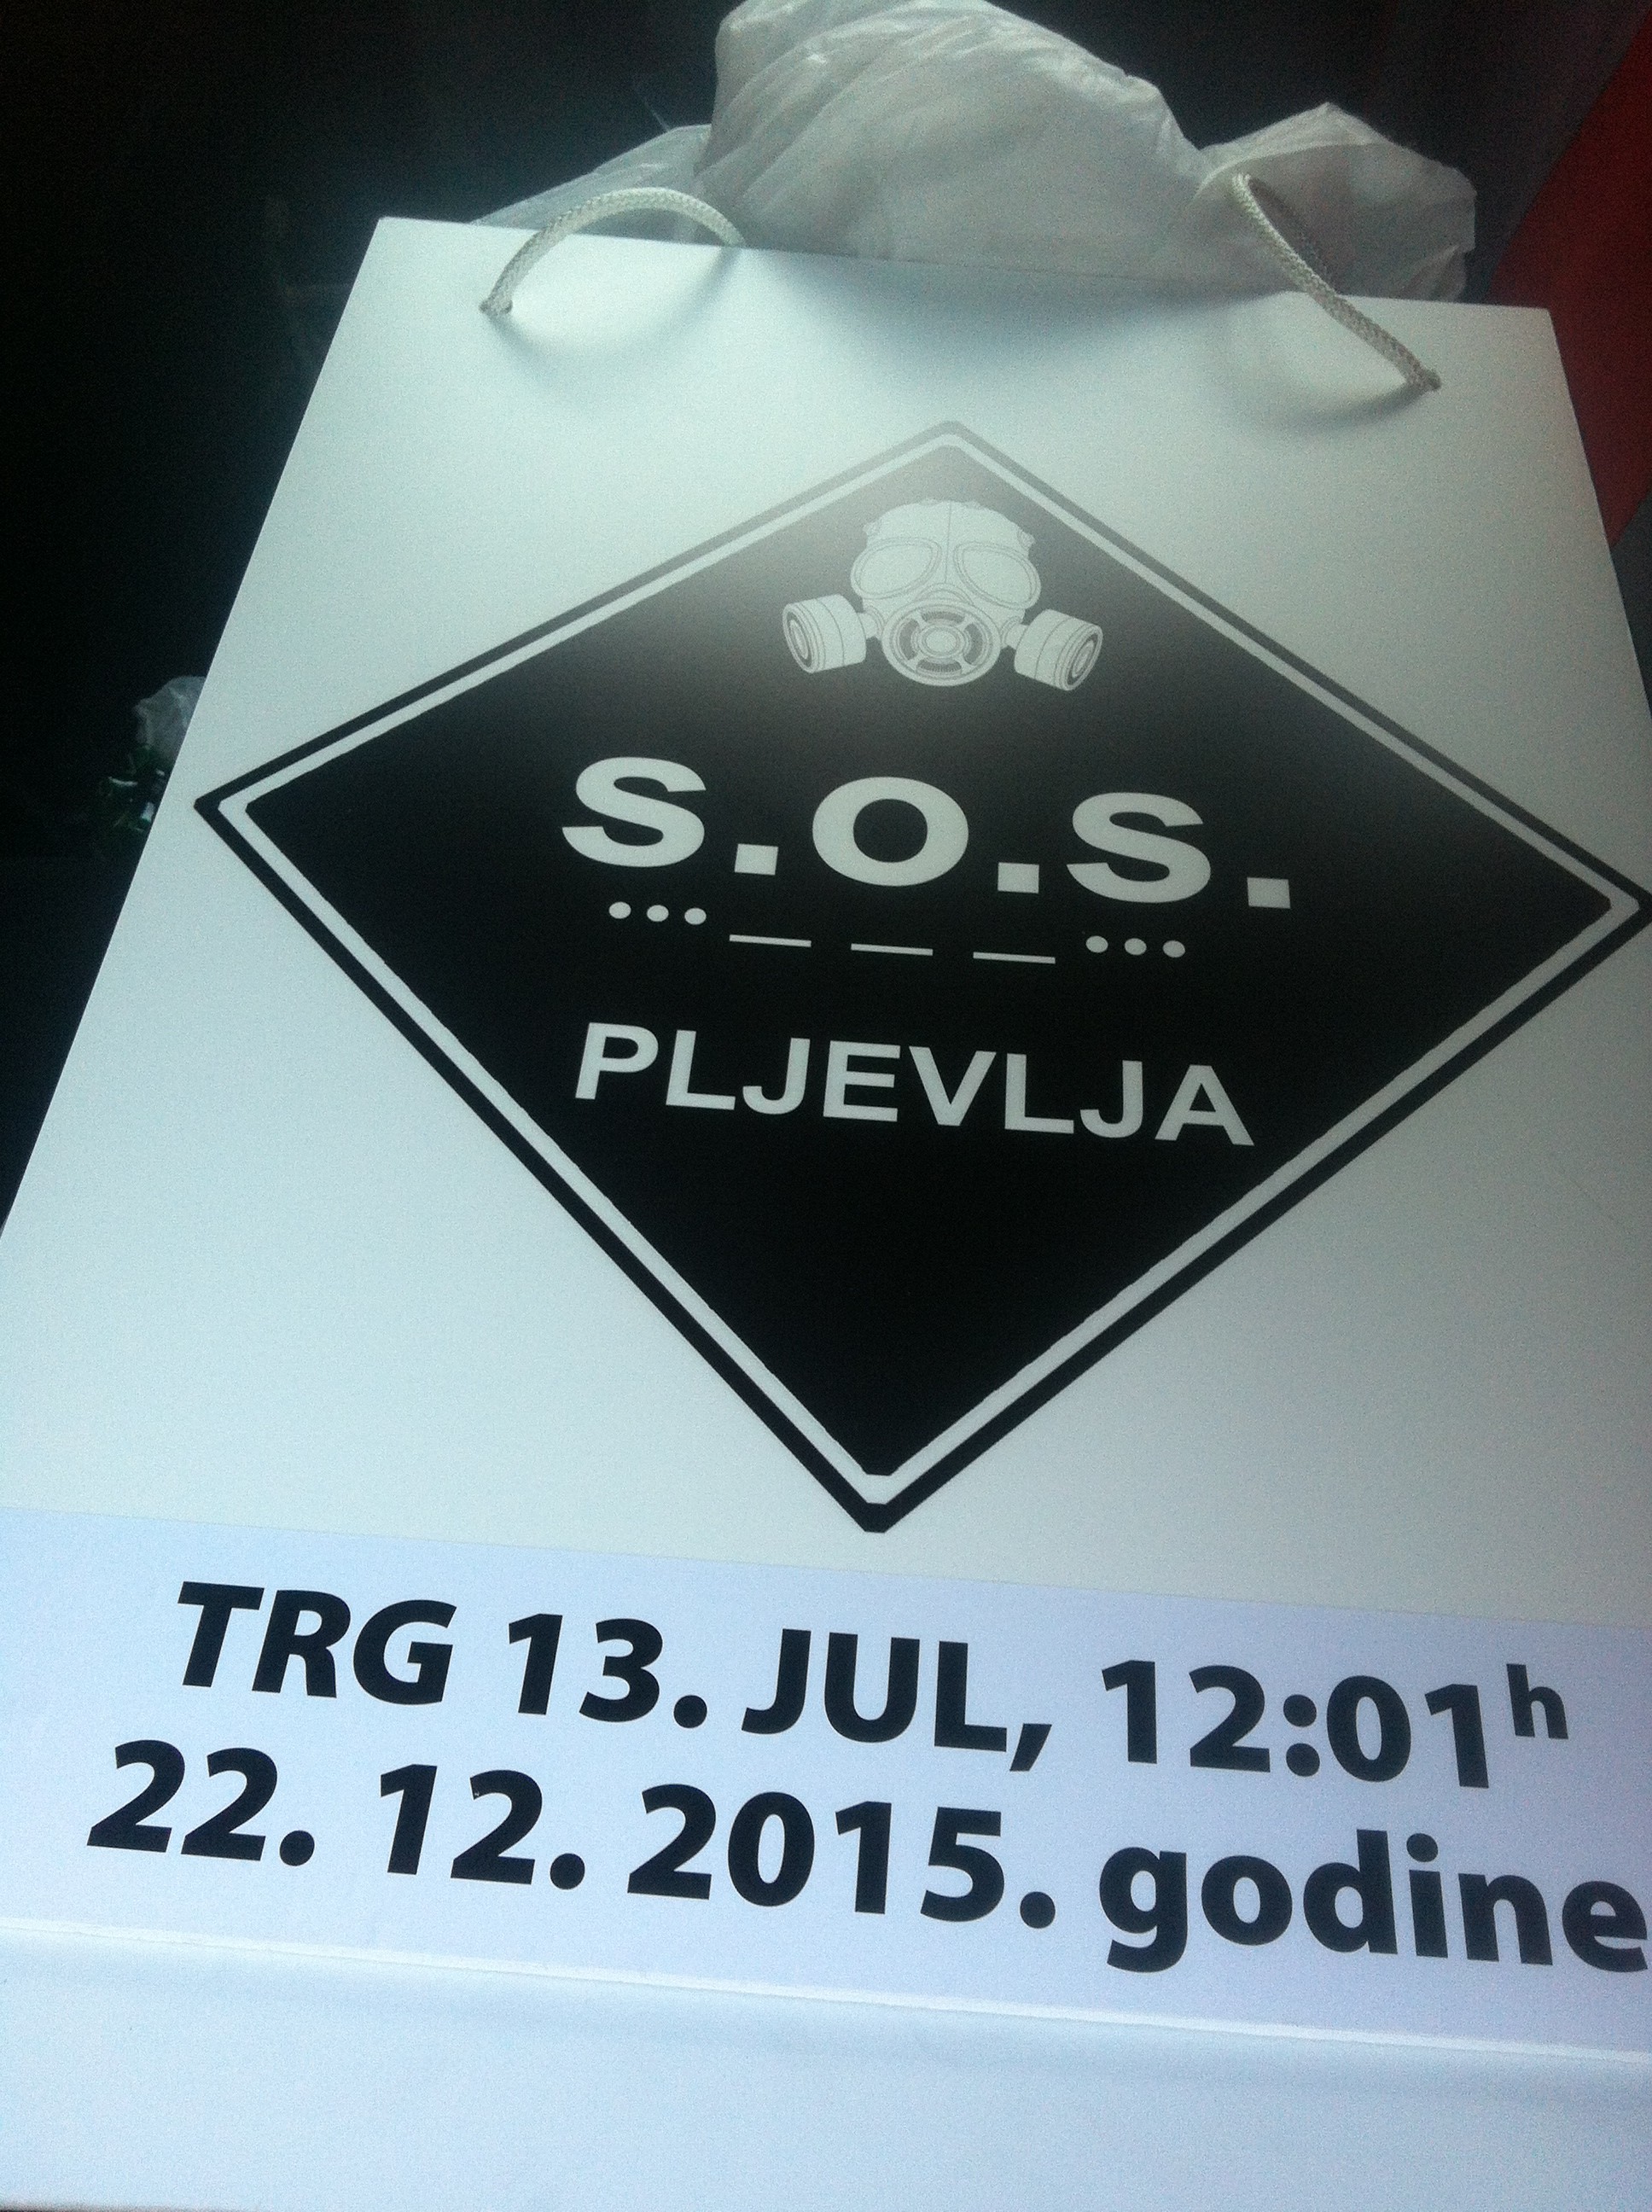 S.O.S.
... _ _ _ ...
PLJEVLJA
TRG 13. JUL, 12:01h
22. 12. 2015. godine